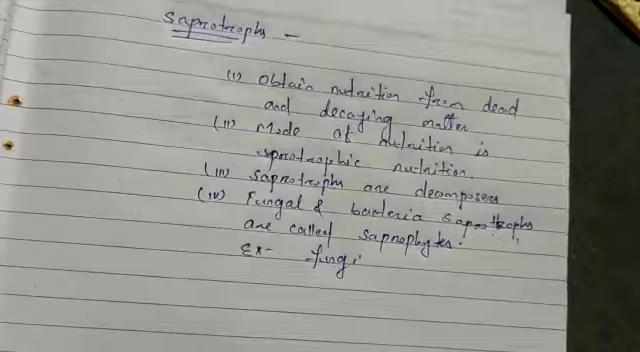 Saprotrophs -
(i) Obtain nutrition from dead
and decaying matter
(ii) Mode of nutrition is
sprotrophic nutrition.
(iii) saprotrophs are decomposers
(iv) Fungal & bacteria saprotrophs
are called saprophytes.
Ex- fungi